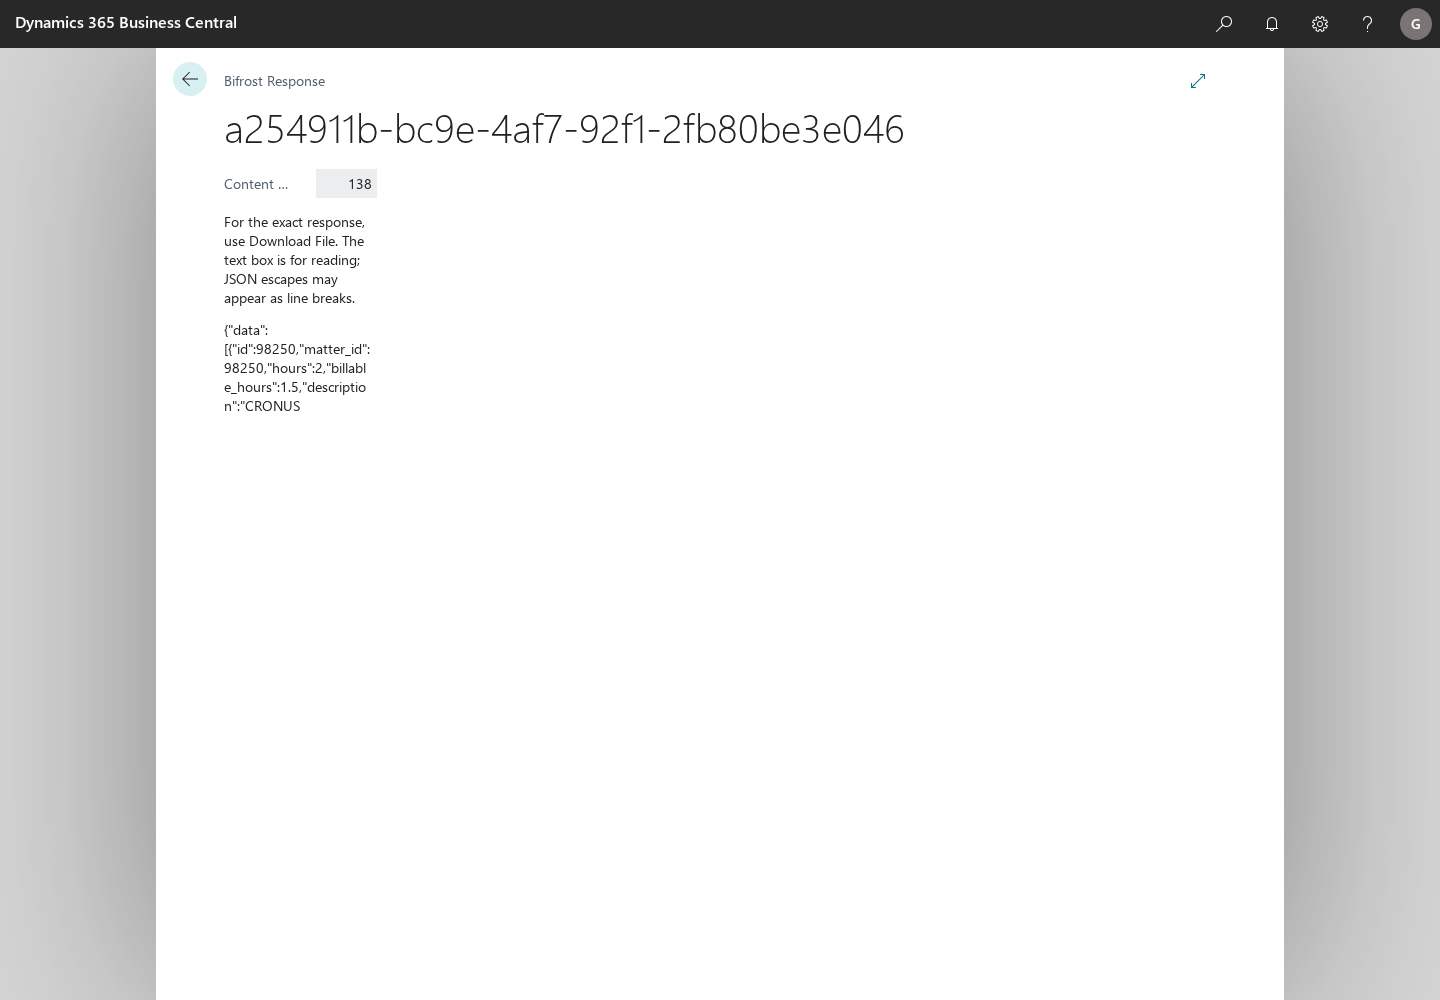 Dynamics 365 Business Central
G
Bifrost Response
a254911b-bc9e-4af7-92f1-2fb80be3e046
Content ...
138
For the exact response,
use Download File. The
text box is for reading;
JSON escapes may
appear as line breaks.
{"data":
[{"id":98250,"matter_id":
98250,"hours":2,"billabl
e_hours":1.5,"descriptio
n":"CRONUS